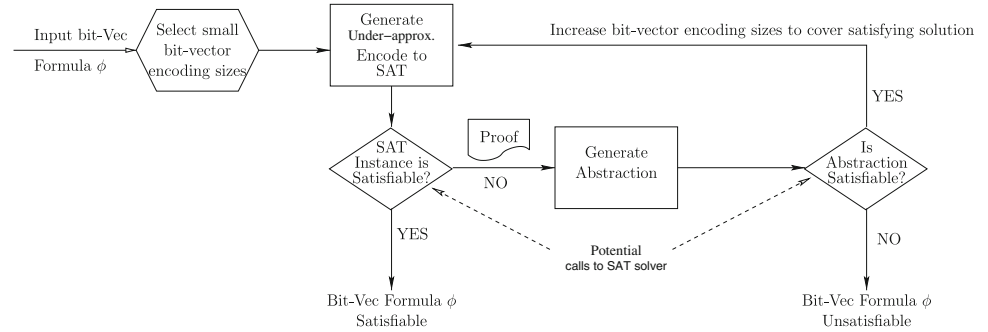 Input bit-Vec
Formula ϕ
Select small
bit-vector
encoding sizes
Generate
Under-approx.
Encode to
SAT
Increase bit-vector encoding sizes to cover satisfying solution
YES
SAT
Instance is
Satisfiable?
Proof
NO
Generate
Abstraction
Is
Abstraction
Satisfiable?
YES
Potential
calls to SAT solver
NO
Bit-Vec Formula ϕ
Satisfiable
Bit-Vec Formula ϕ
Unsatisfiable